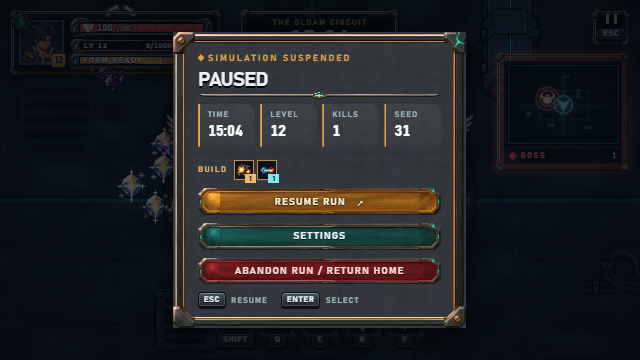 THE GLOAM CIRCUIT
100
LV 12
FORM READY
12
ESC
SIMULATION SUSPENDED
PAUSED
TIME
15:04
LEVEL
12
KILLS
1
SEED
31
BUILD
1
1
RESUME RUN
SETTINGS
ABANDON RUN / RETURN HOME
ESC RESUME ENTER SELECT
BOSS 1
SHIFT Q E R F